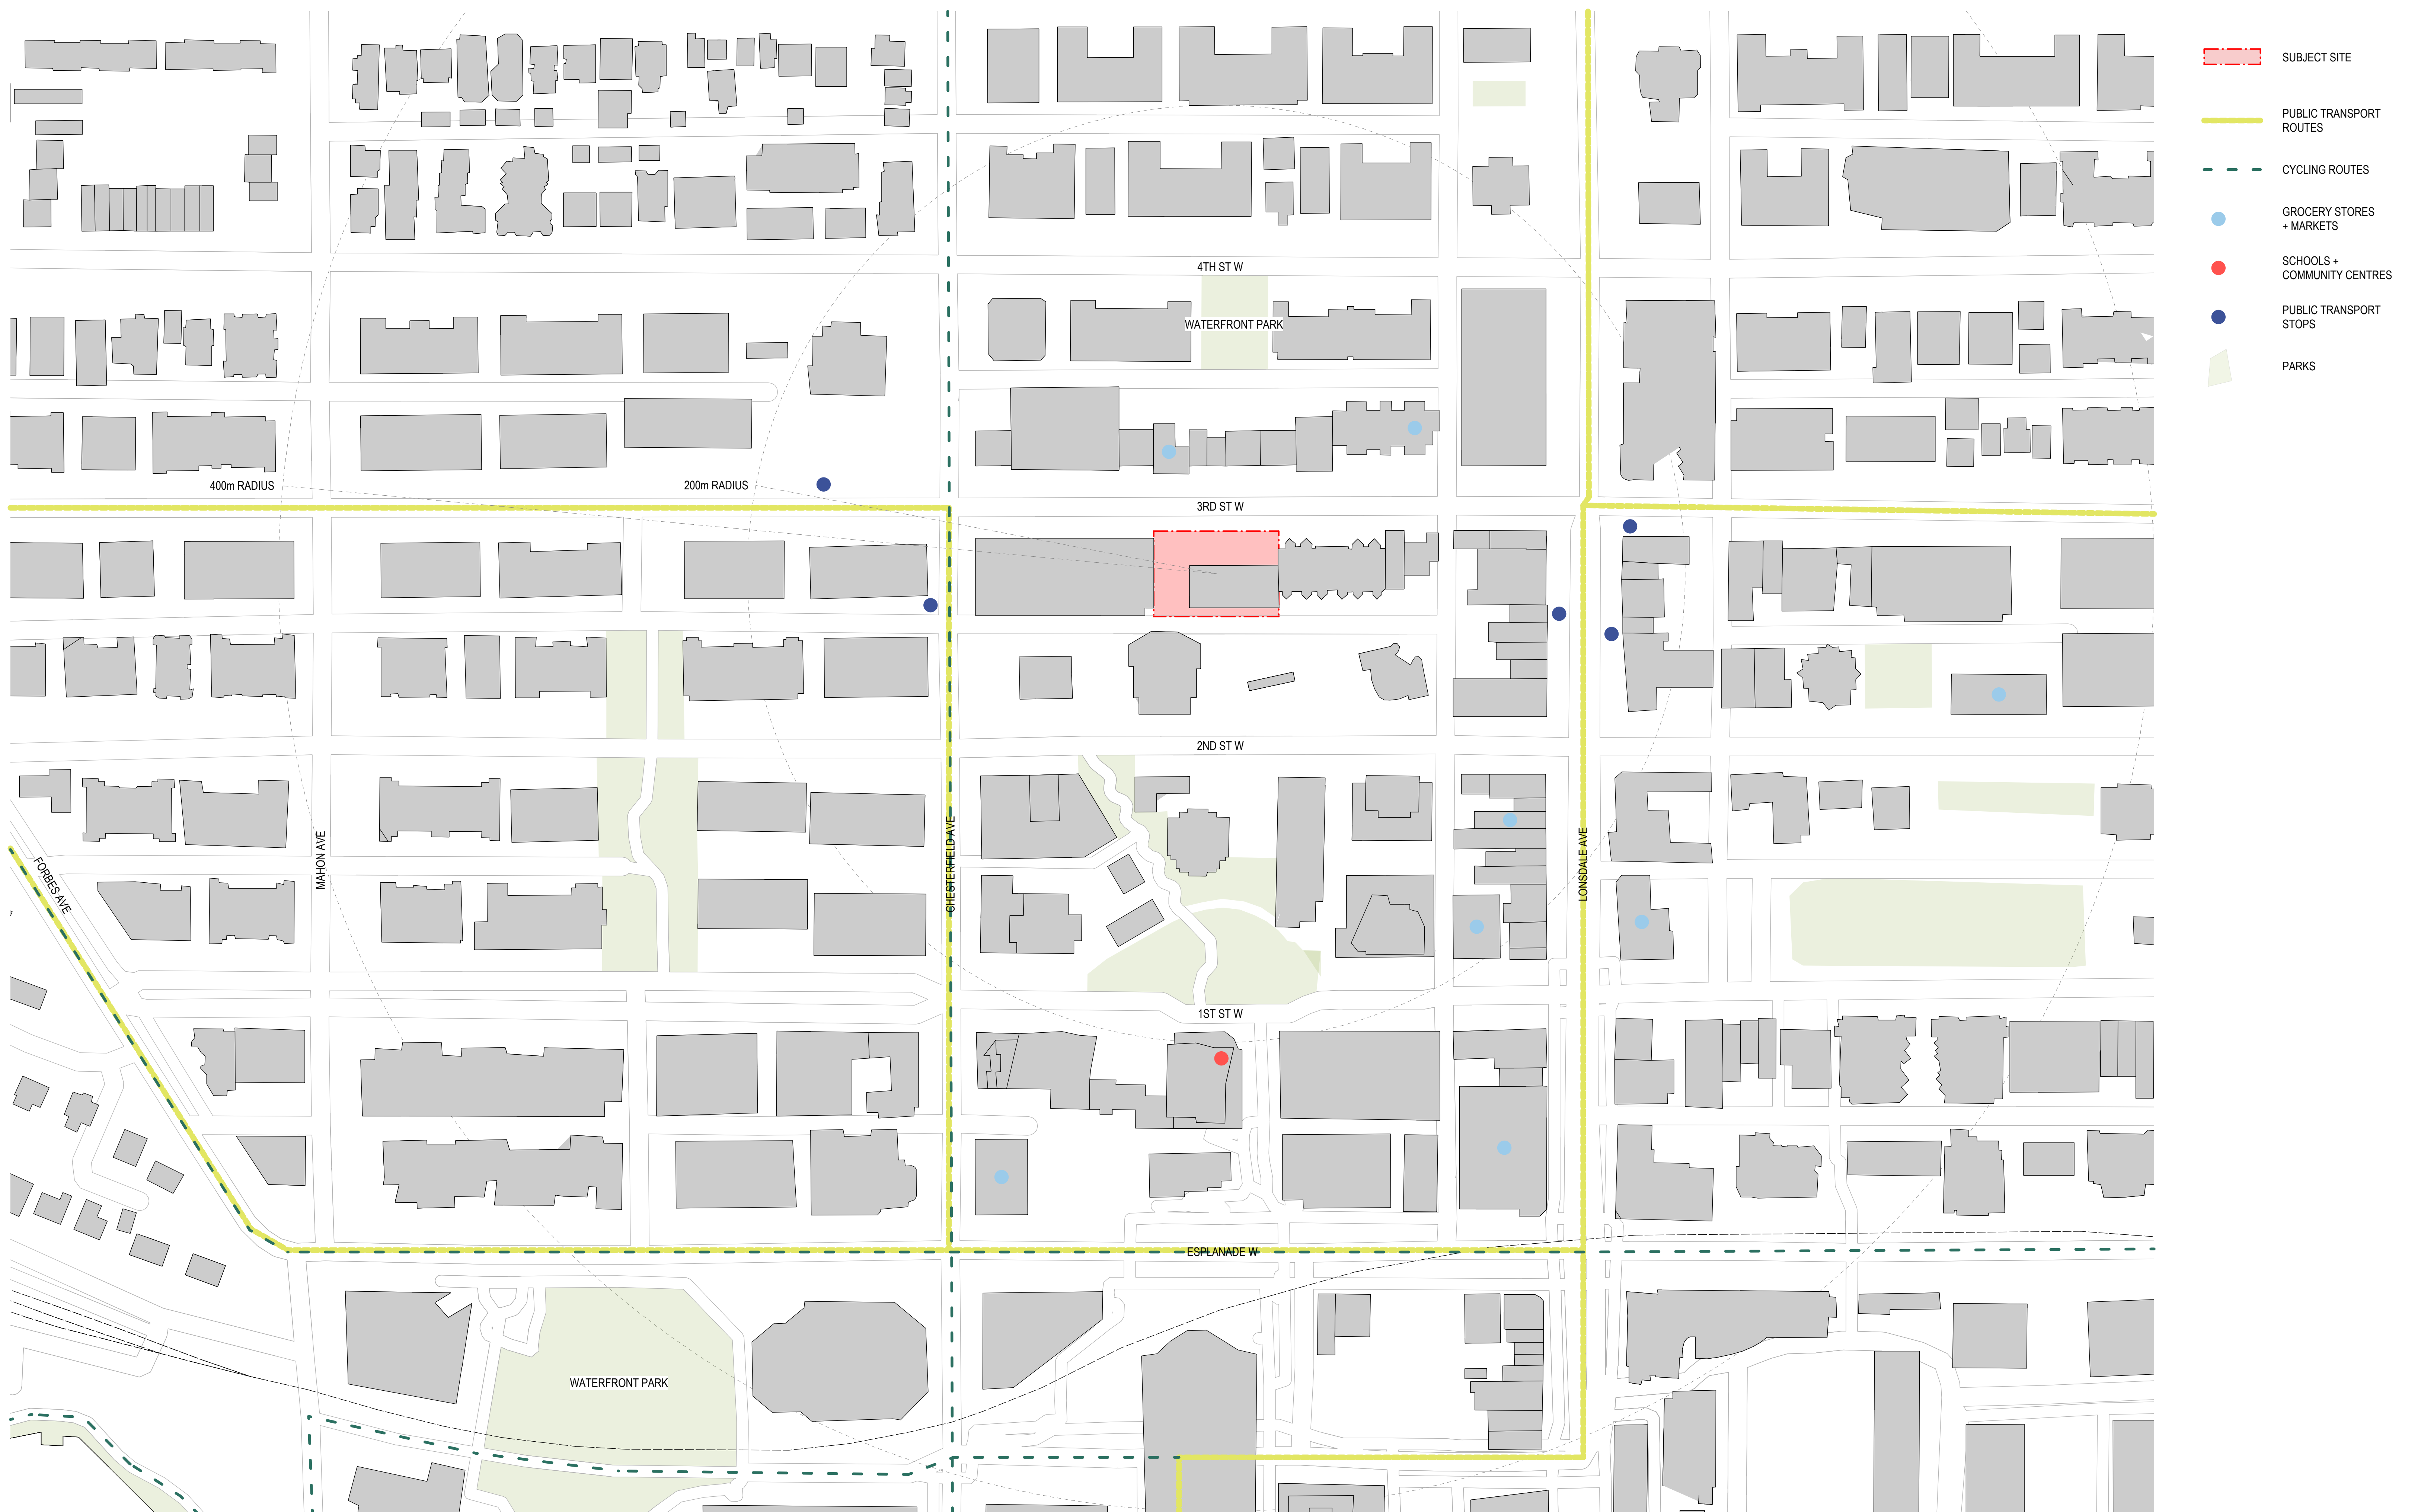 SUBJECT SITE
PUBLIC TRANSPORT
ROUTES
CYCLING ROUTES
GROCERY STORES
+ MARKETS
SCHOOLS +
COMMUNITY CENTRES
PUBLIC TRANSPORT
STOPS
PARKS
4TH ST W
WATERFRONT PARK
400m RADIUS
200m RADIUS
3RD ST W
2ND ST W
MAHON AVE
CHESTERFIELD AVE
LONSDALE AVE
FORBES AVE
1ST ST W
ESPLANADE W
WATERFRONT PARK